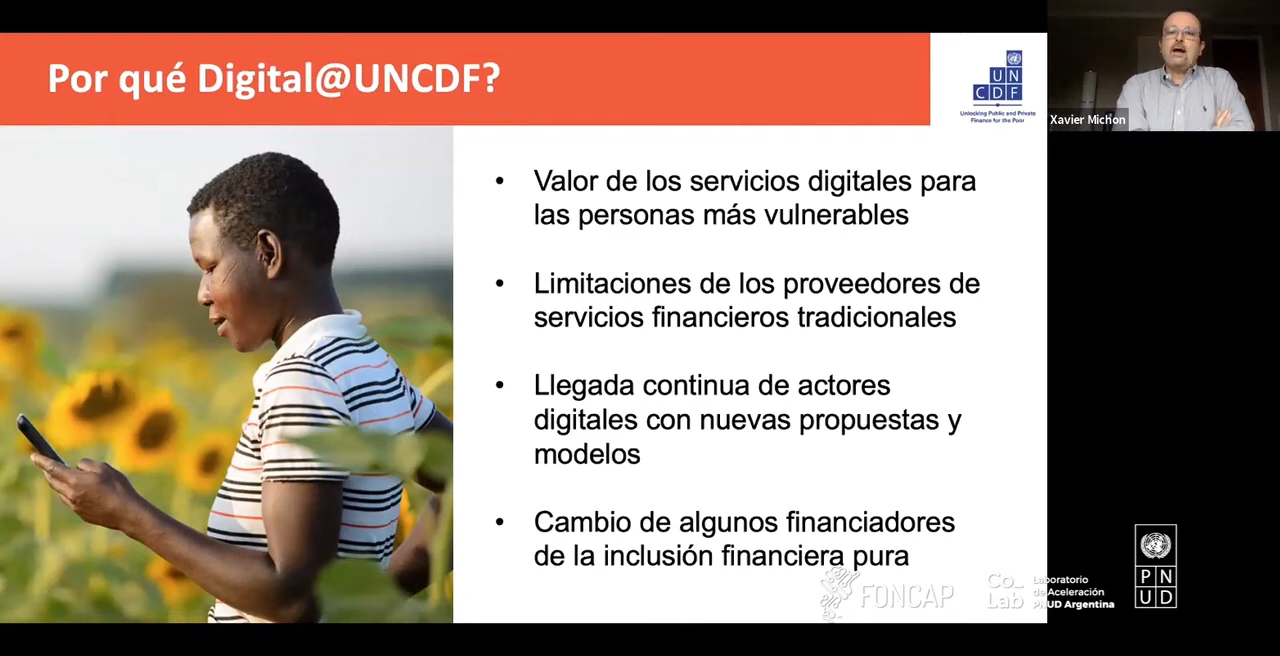 Por qué Digital@UNCDF?
UN
CDF
Unlocking Public and Private
Finance for the Poor
Xavier Michon
• Valor de los servicios digitales para
las personas más vulnerables
• Limitaciones de los proveedores de
servicios financieros tradicionales
• Llegada continua de actores
digitales con nuevas propuestas y
modelos
• Cambio de algunos financiadores
de la inclusión financiera pura
FONCAP
Co_
Lab
Laboratorio
de Aceleración
PNUD Argentina
PN
UD